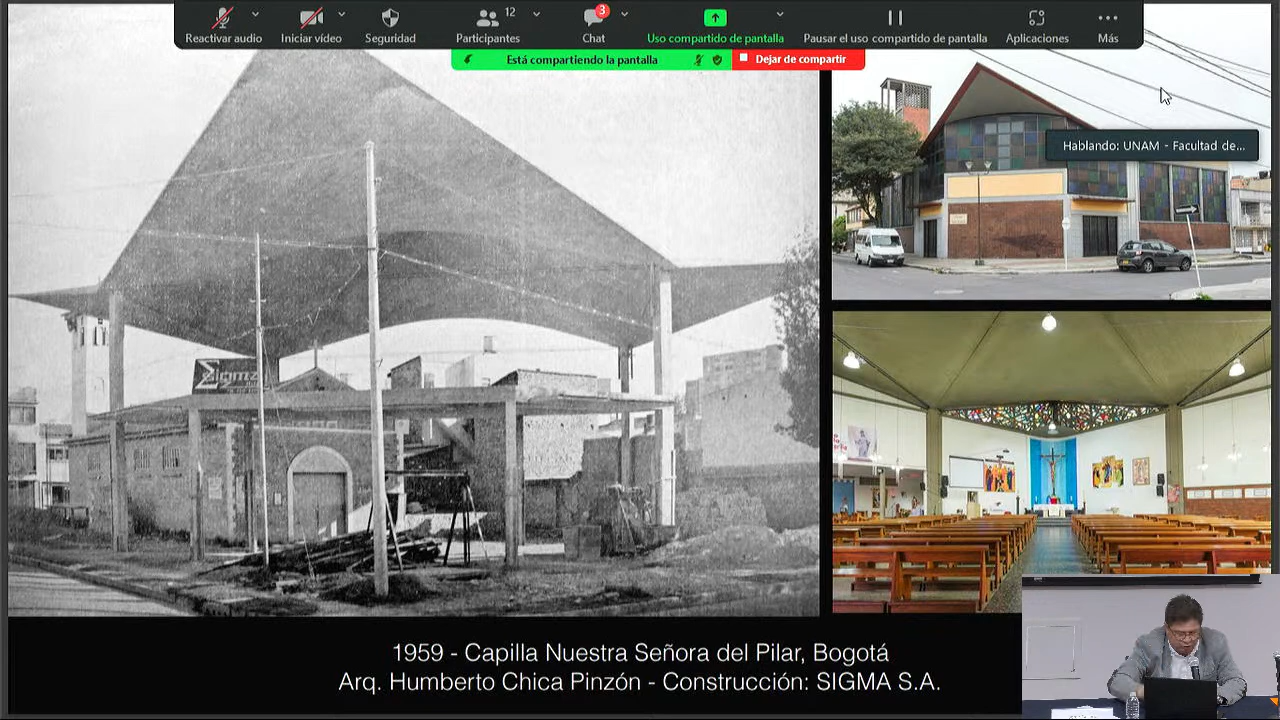 Reactivar audio
Iniciar vídeo
Seguridad
12
Participantes
3
Chat
Uso compartido de pantalla
Pausar el uso compartido de pantalla
Aplicaciones
Más
Está compartiendo la pantalla
Dejar de compartir
Hablando: UNAM - Facultad de...
Sigma
1959 - Capilla Nuestra Señora del Pilar, Bogotá
Arq. Humberto Chica Pinzón - Construcción: SIGMA S.A.